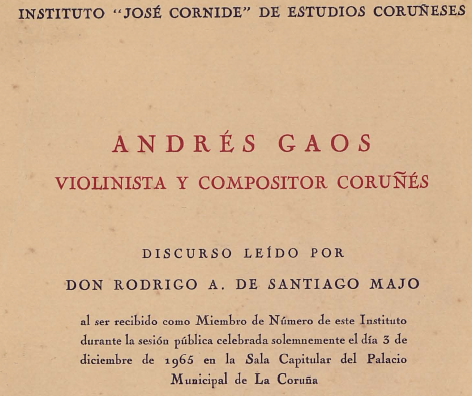 INSTITUTO “JOSÉ CORNIDE” DE ESTUDIOS CORUÑESES
ANDRÉS GAOS
VIOLINISTA Y COMPOSITOR CORUÑÉS
DISCURSO LEÍDO POR
DON RODRIGO A. DE SANTIAGO MAJO
al ser recibido como Miembro de Número de este Instituto
durante la sesión pública celebrada solemnemente el día 3 de
diciembre de 1965 en la Sala Capitular del Palacio
Municipal de La Coruña